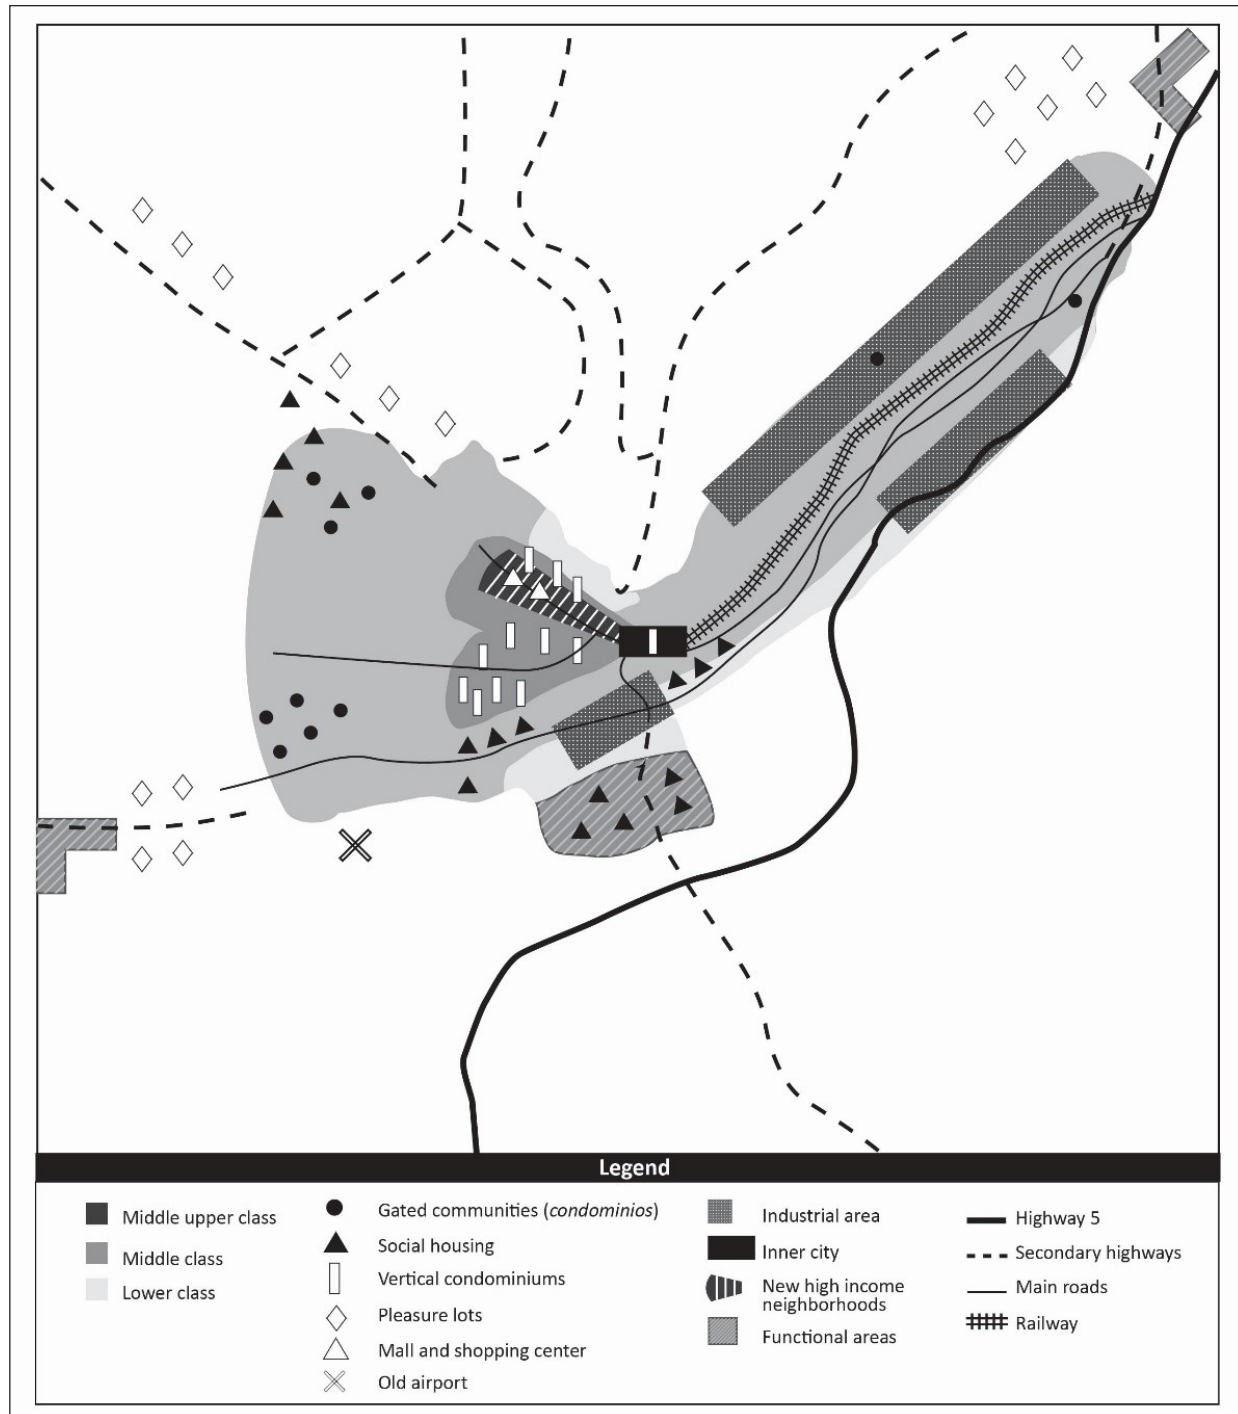 Legend
Middle upper class
Middle class
Lower class
Gated communities (condominios)
Social housing
Vertical condominiums
Pleasure lots
Mall and shopping center
Old airport
Industrial area
Inner city
New high income
neighborhoods
Functional areas
Highway 5
Secondary highways
Main roads
Railway